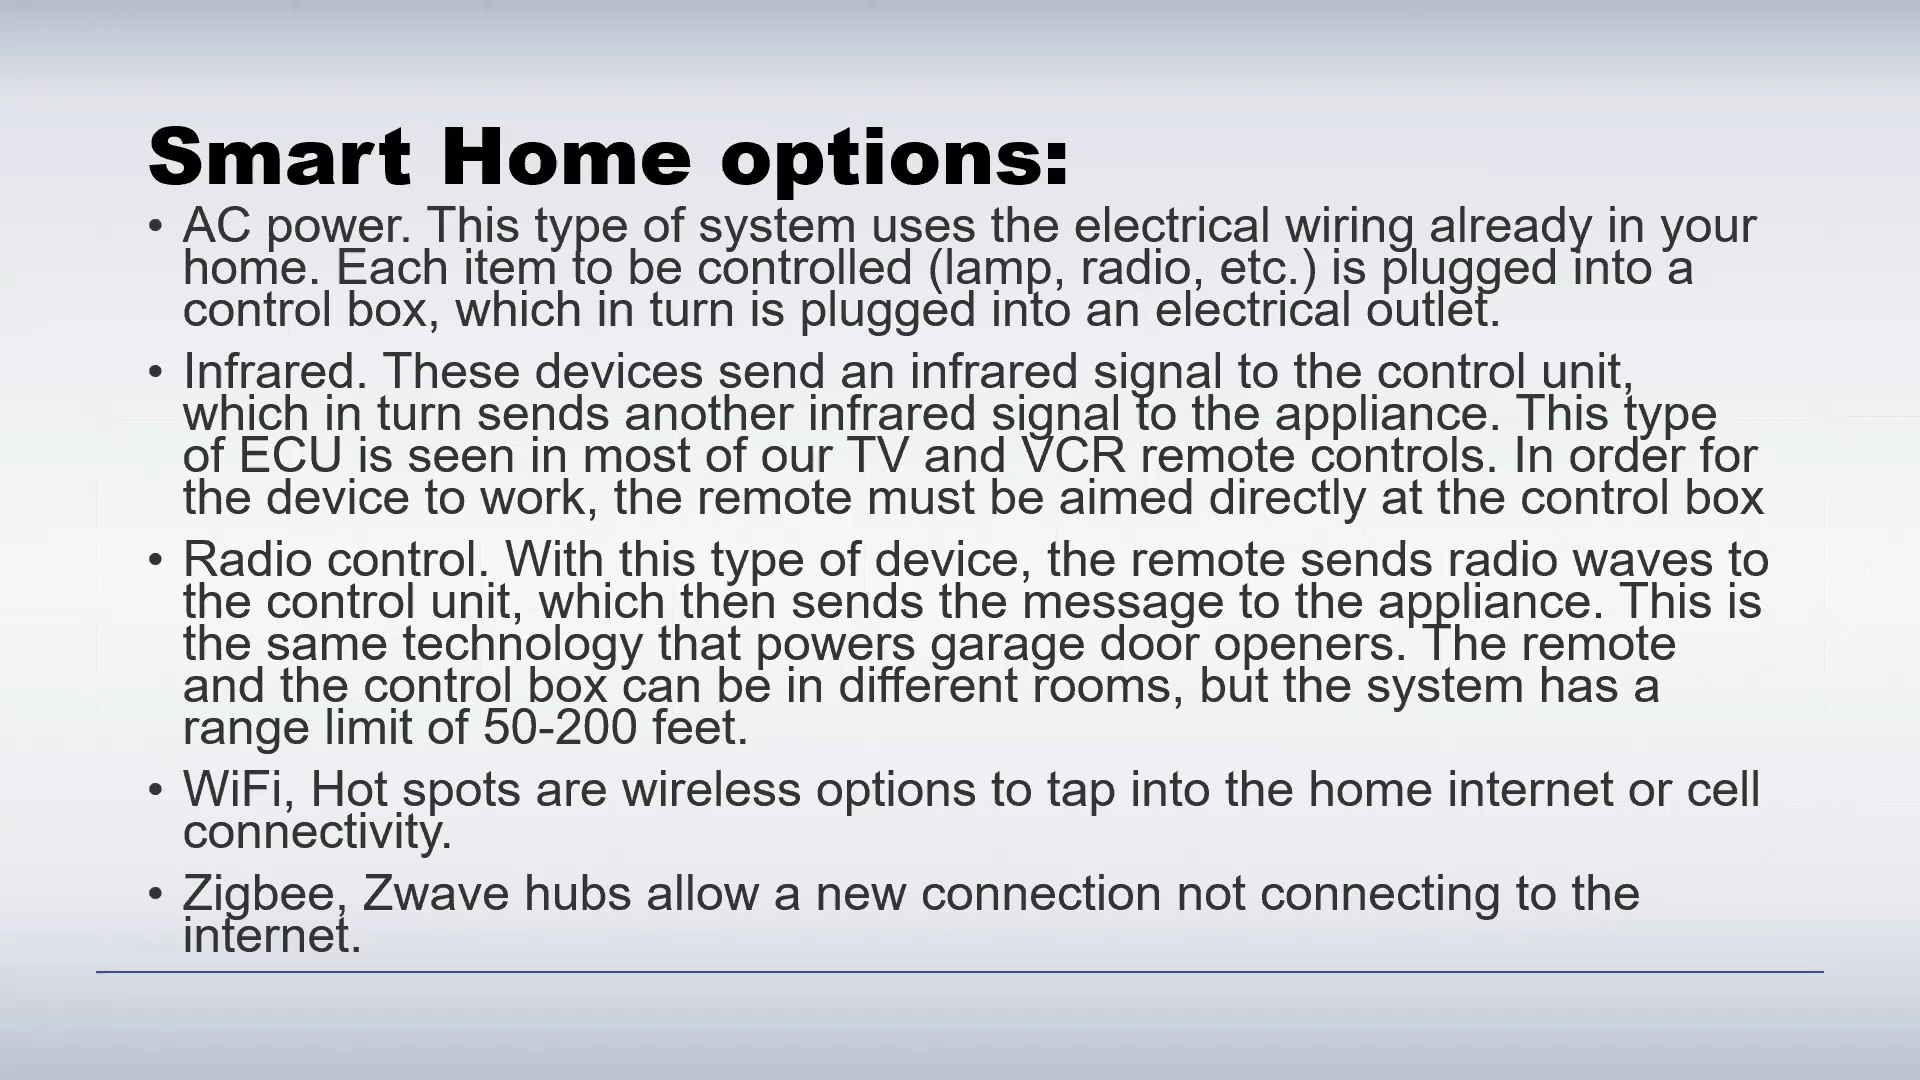 Smart Home options:
• AC power. This type of system uses the electrical wiring already in your
home. Each item to be controlled (lamp, radio, etc.) is plugged into a
control box, which in turn is plugged into an electrical outlet.
• Infrared. These devices send an infrared signal to the control unit,
which in turn sends another infrared signal to the appliance. This type
of ECU is seen in most of our TV and VCR remote controls. In order for
the device to work, the remote must be aimed directly at the control box
• Radio control. With this type of device, the remote sends radio waves to
the control unit, which then sends the message to the appliance. This is
the same technology that powers garage door openers. The remote
and the control box can be in different rooms, but the system has a
range limit of 50-200 feet.
• WiFi, Hot spots are wireless options to tap into the home internet or cell
connectivity.
• Zigbee, Zwave hubs allow a new connection not connecting to the
internet.